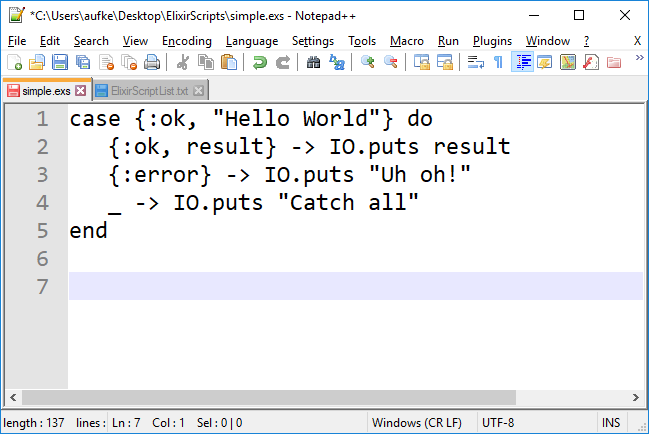 *C:\Users\aufke\Desktop\ElixirScripts\simple.exs - Notepad++
File Edit Search View Encoding Language Settings Tools Macro Run Plugins Window ? X
simple.exs ElixirScriptList.txt
1 case {:ok, "Hello World"} do
2 {:ok, result} -> IO.puts result
3 {:error} -> IO.puts "Uh oh!"
4 _ -> IO.puts "Catch all"
5 end
6
7
length : 137 lines : Ln : 7 Col : 1 Sel : 0 | 0 Windows (CR LF) UTF-8 INS